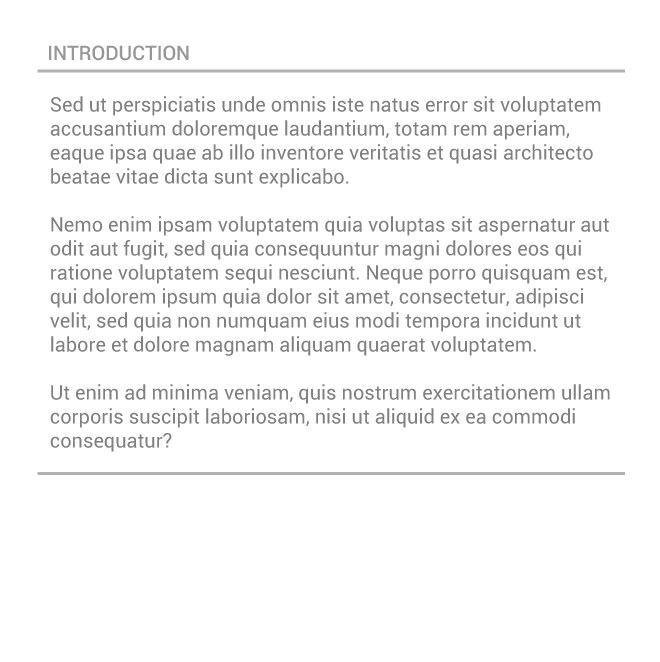 INTRODUCTION
Sed ut perspiciatis unde omnis iste natus error sit voluptatem
accusantium doloremque laudantium, totam rem aperiam,
eaque ipsa quae ab illo inventore veritatis et quasi architecto
beatae vitae dicta sunt explicabo.
Nemo enim ipsam voluptatem quia voluptas sit aspernatur aut
odit aut fugit, sed quia consequuntur magni dolores eos qui
ratione voluptatem sequi nesciunt. Neque porro quisquam est,
qui dolorem ipsum quia dolor sit amet, consectetur, adipisci
velit, sed quia non numquam eius modi tempora incidunt ut
labore et dolore magnam aliquam quaerat voluptatem.
Ut enim ad minima veniam, quis nostrum exercitationem ullam
corporis suscipit laboriosam, nisi ut aliquid ex ea commodi
consequatur?